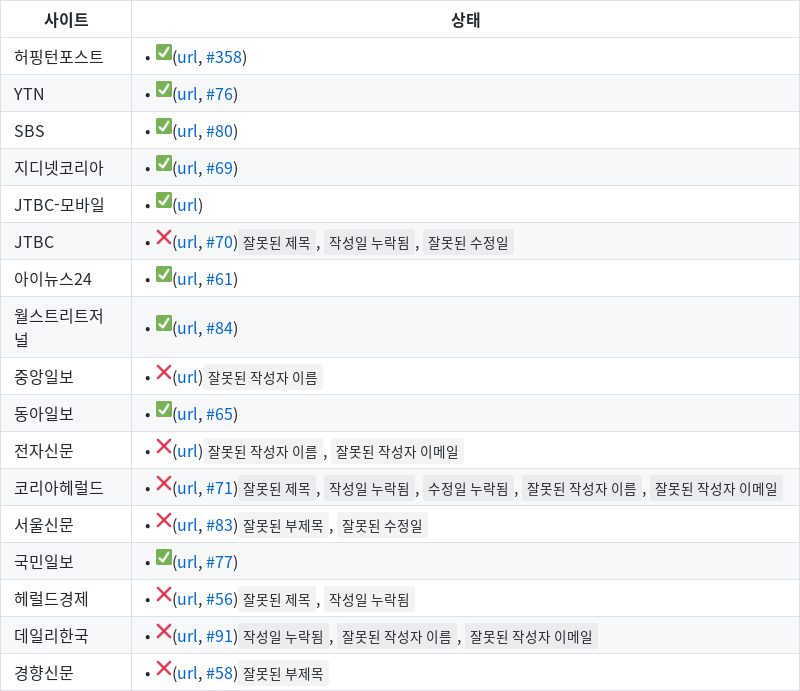 사이트 상태
허핑턴포스트 • ✅(url, #358)
YTN • ✅(url, #76)
SBS • ✅(url, #80)
지디넷코리아 • ✅(url, #69)
JTBC-모바일 • ✅(url)
JTBC • ❌(url, #70) 잘못된 제목 , 작성일 누락됨 , 잘못된 수정일
아이뉴스24 • ✅(url, #61)
월스트리트저
널 • ✅(url, #84)
중앙일보 • ❌(url) 잘못된 작성자 이름
동아일보 • ✅(url, #65)
전자신문 • ❌(url) 잘못된 작성자 이름 , 잘못된 작성자 이메일
코리아헤럴드 • ❌(url, #71) 잘못된 제목 , 작성일 누락됨 , 수정일 누락됨 , 잘못된 작성자 이름 , 잘못된 작성자 이메일
서울신문 • ❌(url, #83) 잘못된 부제목 , 잘못된 수정일
국민일보 • ✅(url, #77)
헤럴드경제 • ❌(url, #56) 잘못된 제목 , 작성일 누락됨
데일리한국 • ❌(url, #91) 작성일 누락됨 , 잘못된 작성자 이름 , 잘못된 작성자 이메일
경향신문 • ❌(url, #58) 잘못된 부제목